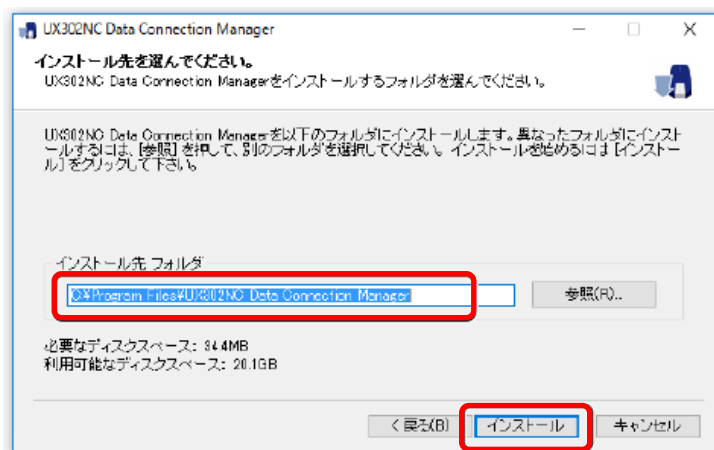 UX302NC Data Connection Manager
インストール先を選んでください。
UX302NC Data Connection Managerをインストールするフォルダを選んでください。
UX302NC Data Connection Managerを以下のフォルダにインストールします。異なったフォルダにインスト
ールするには、[参照] を押して、別のフォルダを選択してください。インストールを始めるには [インストー
ル] をクリックして下さい。
インストール先 フォルダ
C:¥Program Files¥UX302NC Data Connection Manager
参照(R)...
必要なディスクスペース: 34.4MB
利用可能なディスクスペース: 20.1GB
< 戻る(B)
インストール
キャンセル